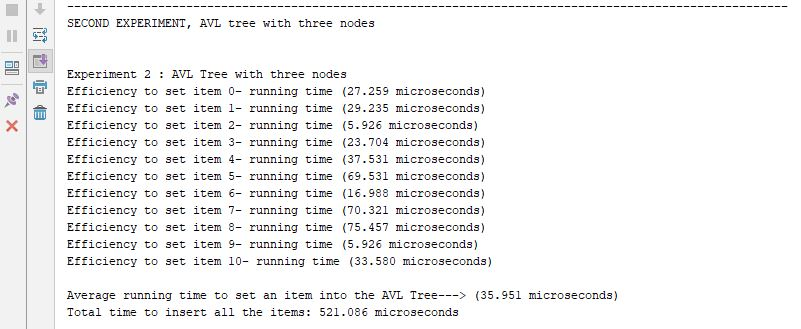 SECOND EXPERIMENT, AVL tree with three nodes
Experiment 2 : AVL Tree with three nodes
Efficiency to set item 0- running time (27.259 microseconds)
Efficiency to set item 1- running time (29.235 microseconds)
Efficiency to set item 2- running time (5.926 microseconds)
Efficiency to set item 3- running time (23.704 microseconds)
Efficiency to set item 4- running time (37.531 microseconds)
Efficiency to set item 5- running time (69.531 microseconds)
Efficiency to set item 6- running time (16.988 microseconds)
Efficiency to set item 7- running time (70.321 microseconds)
Efficiency to set item 8- running time (75.457 microseconds)
Efficiency to set item 9- running time (5.926 microseconds)
Efficiency to set item 10- running time (33.580 microseconds)
Average running time to set an item into the AVL Tree---> (35.951 microseconds)
Total time to insert all the items: 521.086 microseconds